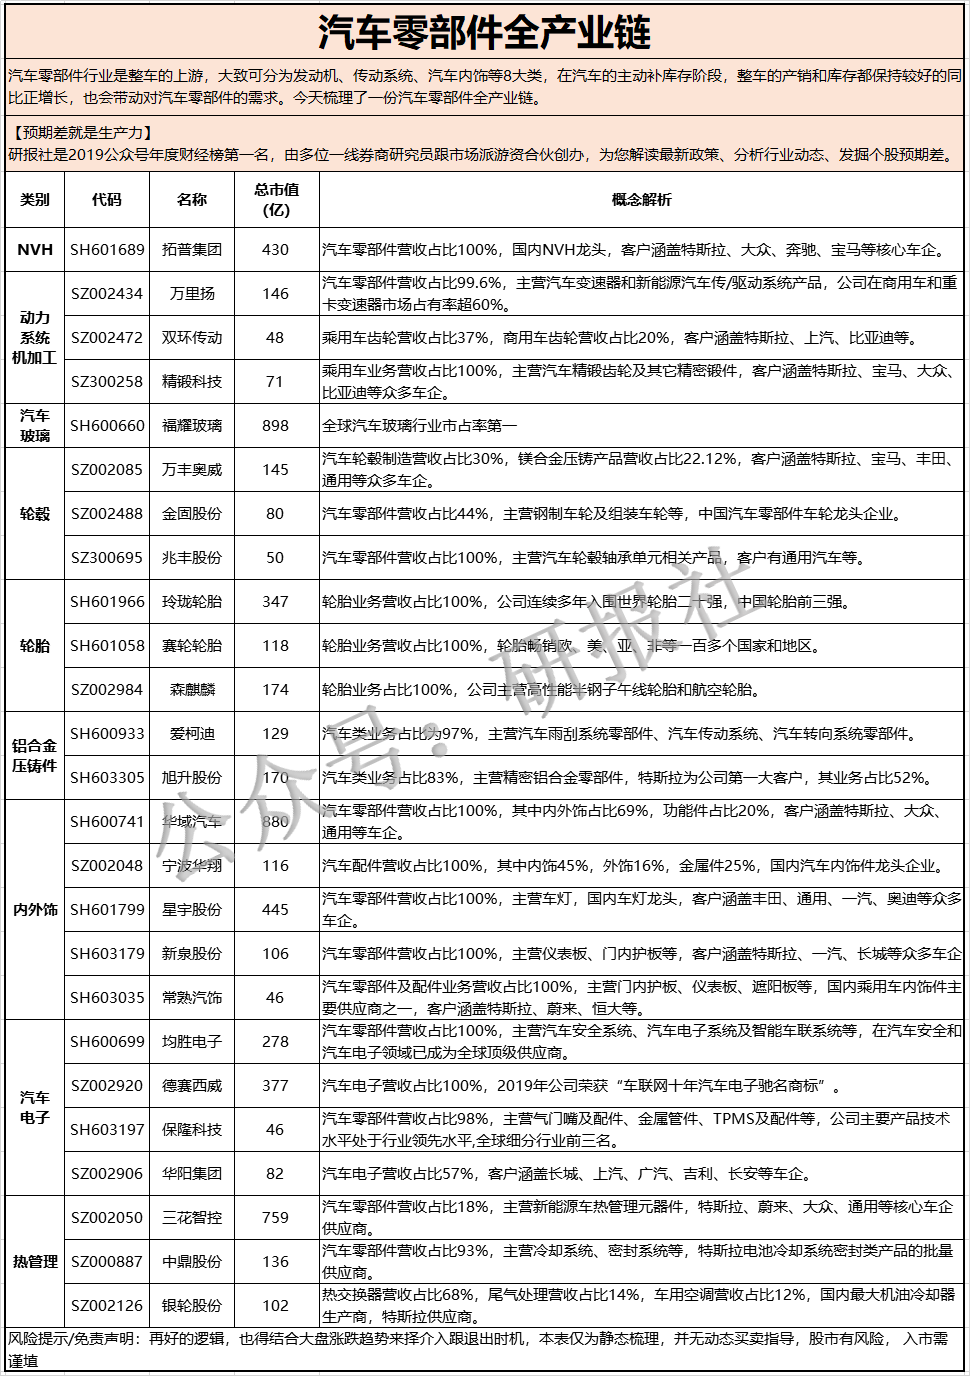 汽车零部件全产业链
汽车零部件行业是整车的上游，大致可分为发动机、传动系统、汽车内饰等8大类，在汽车的主动补库存阶段，整车的产销和库存都保持较好的同
比正增长，也会带动对汽车零部件的需求。今天梳理了一份汽车零部件全产业链。
【预期差就是生产力】
研报社是2019公众号年度财经榜第一名，由多位一线券商研究员跟市场派游资合伙创办，为您解读最新政策、分析行业动态、发掘个股预期差。
类别 代码 名称 总市值 概念解析
(亿)
NVH SH601689 拓普集团 430 汽车零部件营收占比100%，国内NVH龙头，客户涵盖特斯拉、大众、奔驰、宝马等核心车企。
动力
系统
机加工
SZ002434 万里扬 146 汽车零部件营收占比99.6%，主营汽车变速器和新能源汽车传/驱动系统产品，公司在商用车和重
卡变速器市场占有率超60%。
SZ002472 双环传动 48 乘用车齿轮营收占比37%，商用车齿轮营收占比20%，客户涵盖特斯拉、上汽、比亚迪等。
SZ300258 精锻科技 71 乘用车业务营收占比100%，主营汽车精锻齿轮及其它精密锻件，客户涵盖特斯拉、宝马、大众、
比亚迪等众多车企。
汽车
玻璃
SH600660 福耀玻璃 898 全球汽车玻璃行业市占率第一
轮毂
SZ002085 万丰奥威 145 汽车轮毂制造营收占比30%，镁合金压铸产品营收占比22.12%，客户涵盖特斯拉、宝马、丰田、
通用等众多车企。
SZ002488 金固股份 80 汽车零部件营收占比44%，主营钢制车轮及组装车轮等，中国汽车零部件车轮龙头企业。
SZ300695 兆丰股份 50 汽车零部件营收占比100%，主营汽车轮毂轴承单元相关产品，客户有通用汽车等。
轮胎
SH601966 玲珑轮胎 347 轮胎业务营收占比100%，公司连续多年入围世界轮胎二十强，中国轮胎前三强。
SH601058 赛轮轮胎 118 轮胎业务营收占比100%，轮胎畅销欧、美、亚、非等一百多个国家和地区。
SZ002984 森麒麟 174 轮胎业务占比100%，公司主营高性能半钢子午线轮胎和航空轮胎。
铝合金
压铸件
SH600933 爱柯迪 129 汽车类业务占比为97%，主营汽车雨刮系统零部件、汽车传动系统、汽车转向系统零部件。
SH603305 旭升股份 170 汽车类业务占比83%，主营精密铝合金零部件，特斯拉为公司第一大客户，其业务占比52%。
内外饰
SH600741 华域汽车 880 汽车零部件营收占比100%，其中内外饰占比69%，功能件占比20%，客户涵盖特斯拉、大众、
通用等车企。
SZ002048 宁波华翔 116 汽车配件营收占比100%，其中内饰45%，外饰16%，金属件25%，国内汽车内饰件龙头企业。
SH601799 星宇股份 445 汽车零部件营收占比100%，主营车灯，国内车灯龙头，客户涵盖丰田、通用、一汽、奥迪等众多
车企。
SH603179 新泉股份 106 汽车零部件营收占比100%，主营仪表板、门内护板等，客户涵盖特斯拉、一汽、长城等众多车企
SH603035 常熟汽饰 46 汽车零部件及配件业务营收占比100%，主营门内护板、仪表板、遮阳板等，国内乘用车内饰件主
要供应商之一，客户涵盖特斯拉、蔚来、恒大等。
汽车
电子
SH600699 均胜电子 278 汽车零部件营收占比100%，主营汽车安全系统、汽车电子系统及智能车联系统等，在汽车安全和
汽车电子领域已成为全球顶级供应商。
SZ002920 德赛西威 377 汽车电子营收占比100%，2019年公司荣获“车联网十年汽车电子驰名商标”。
SH603197 保隆科技 46 汽车零部件营收占比98%，主营气门嘴及配件、金属管件、TPMS及配件等，公司主要产品技术
水平处于行业领先水平,全球细分行业前三名。
SZ002906 华阳集团 82 汽车电子营收占比57%，客户涵盖长城、上汽、广汽、吉利、长安等车企。
热管理
SZ002050 三花智控 759 汽车零部件营收占比18%，主营新能源车热管理元器件，特斯拉、蔚来、大众、通用等核心车企
供应商。
SZ000887 中鼎股份 136 汽车零部件营收占比93%，主营冷却系统、密封系统等，特斯拉电池冷却系统密封类产品的批量
供应商。
SZ002126 银轮股份 102 热交换器营收占比68%，尾气处理营收占比14%，车用空调营收占比12%，国内最大机油冷却器
生产商，特斯拉供应商。
风险提示/免责声明：再好的逻辑，也得结合大盘涨跌趋势来择介入跟退出时机，本表仅为静态梳理，并无动态买卖指导，股市有风险， 入市需
谨填
公众号：研报社